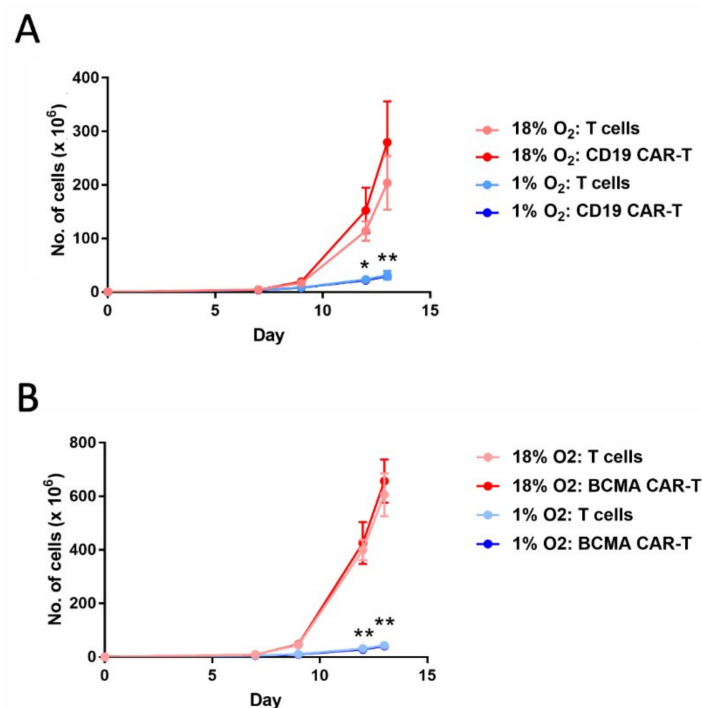 A
400
300
200
100
0
No. of cells (x 10⁶)
0 5 10 15
Day
* **
18% O₂: T cells
18% O₂: CD19 CAR-T
1% O₂: T cells
1% O₂: CD19 CAR-T
B
800
600
400
200
0
No. of cells (x 10⁶)
0 5 10 15
Day
** **
18% O2: T cells
18% O2: BCMA CAR-T
1% O2: T cells
1% O2: BCMA CAR-T